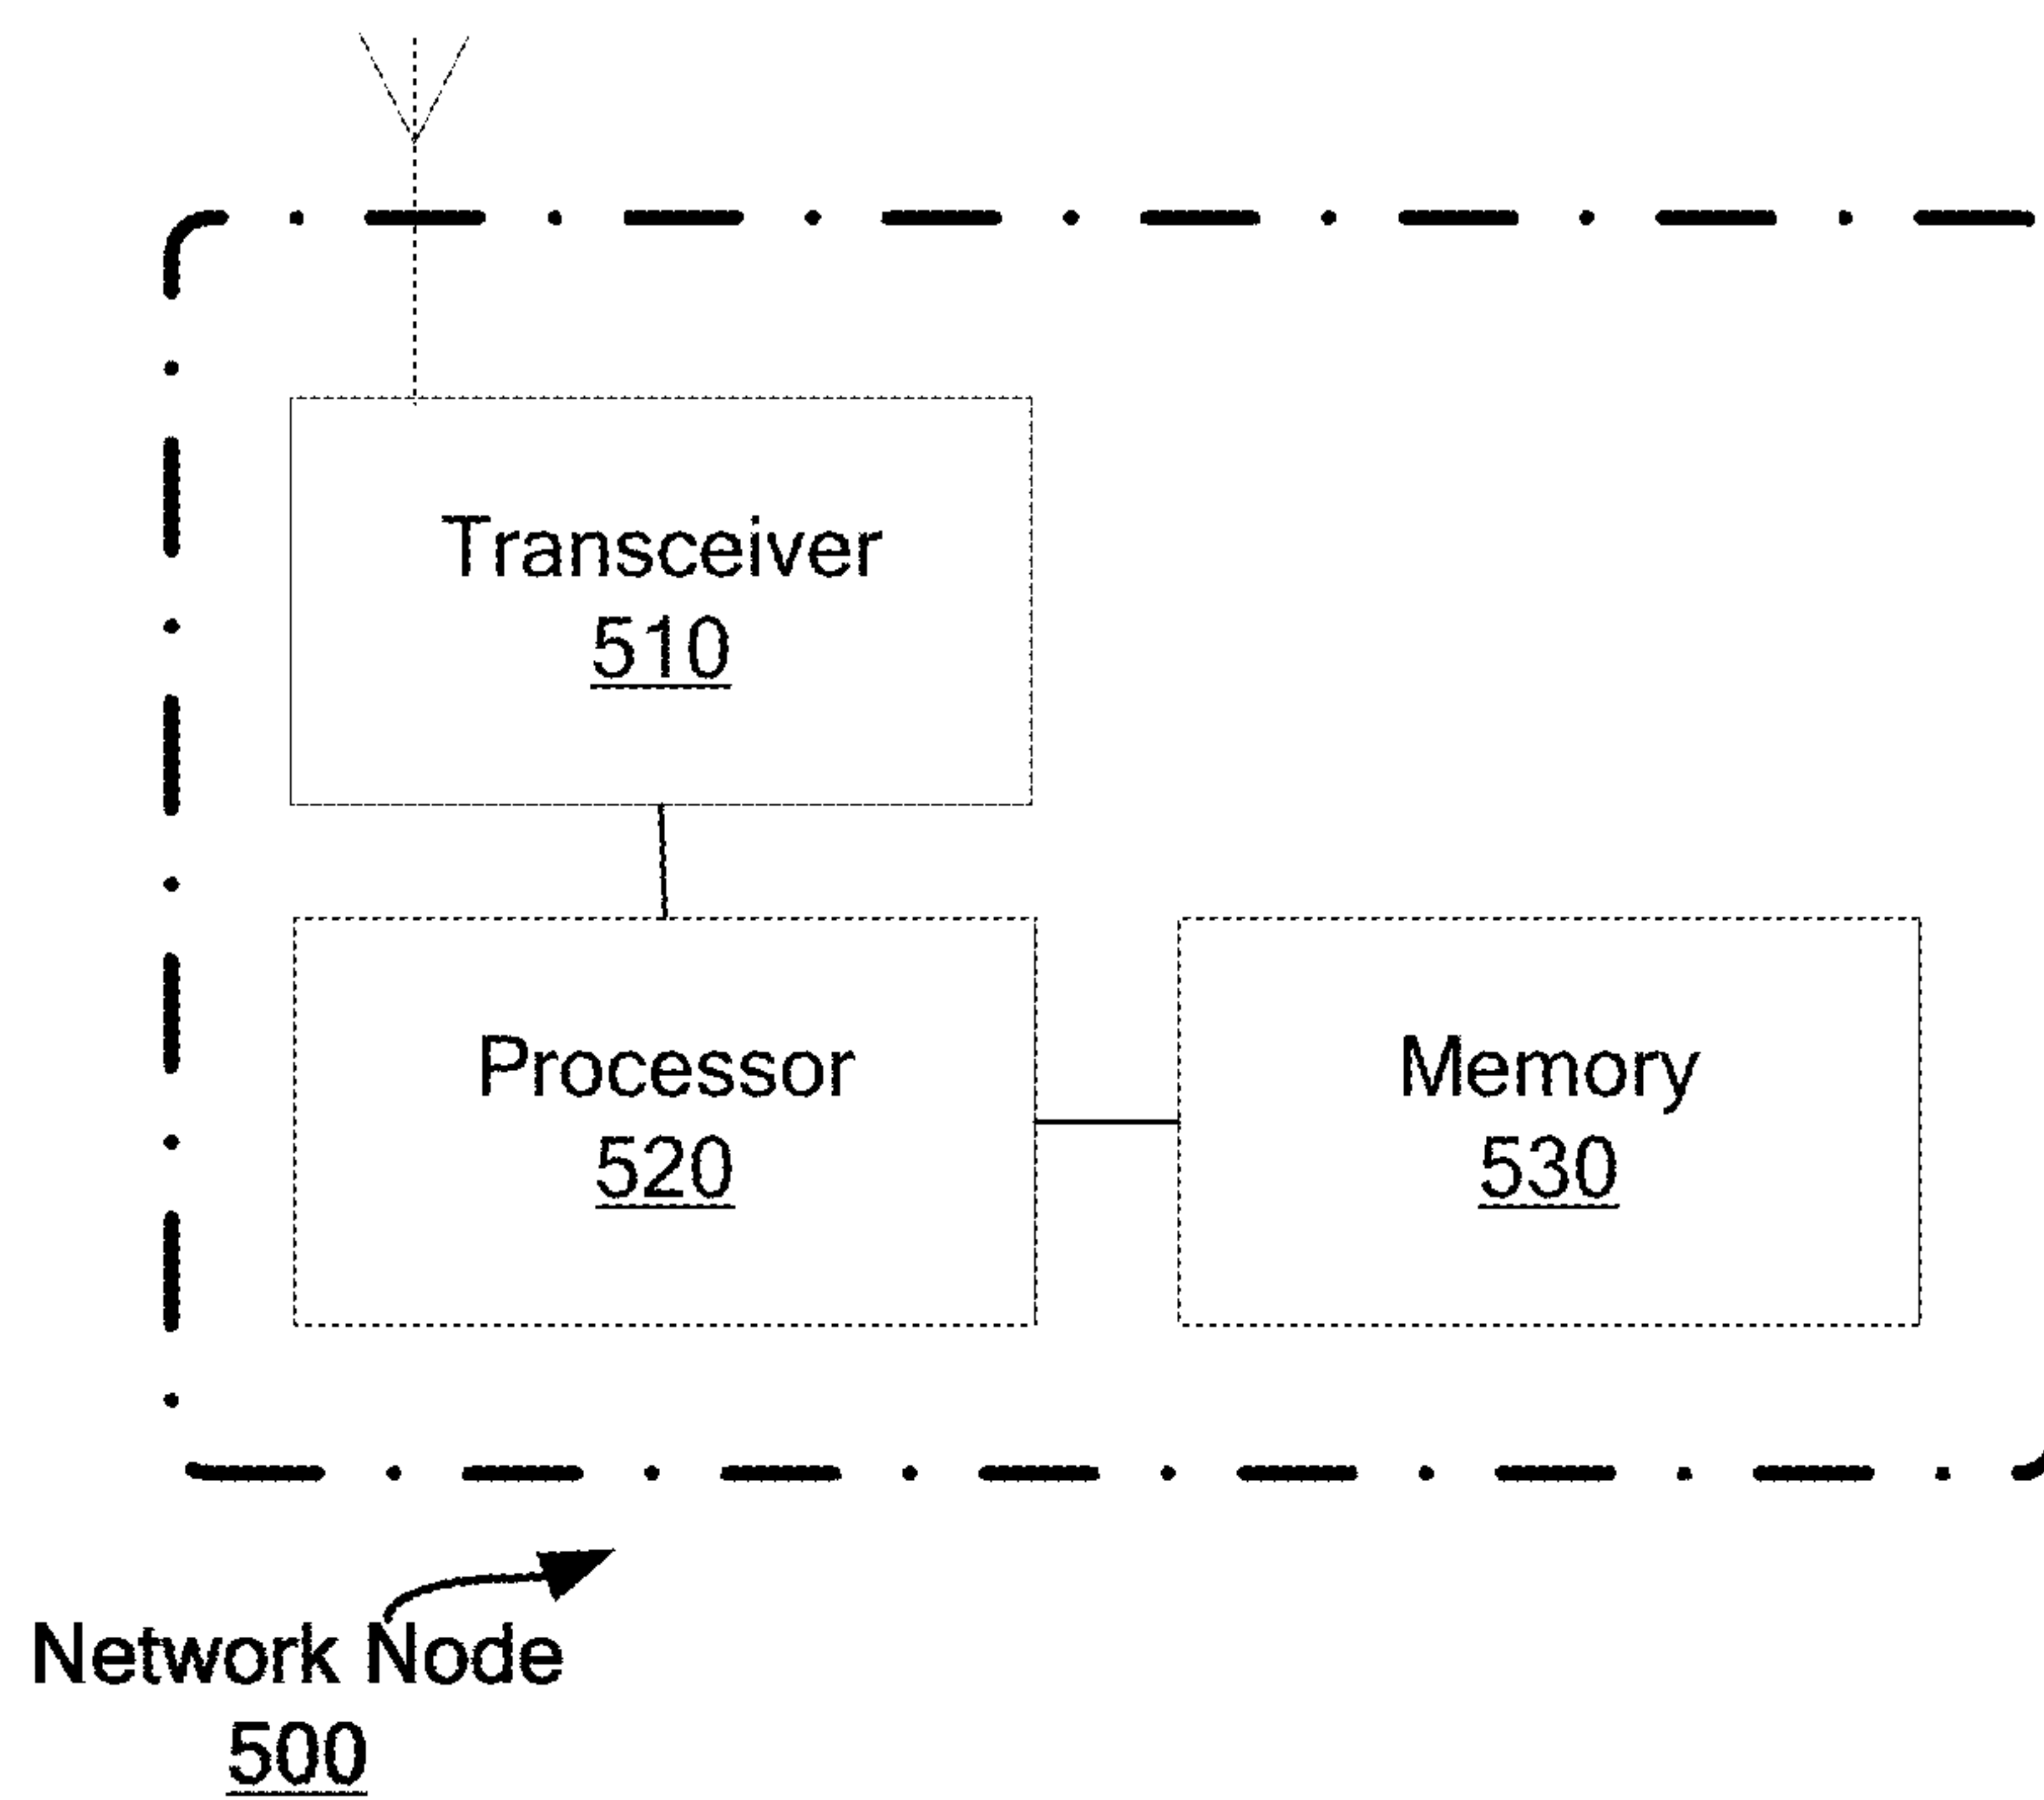 Transceiver
510
Processor
520
Memory
530
Network Node
500